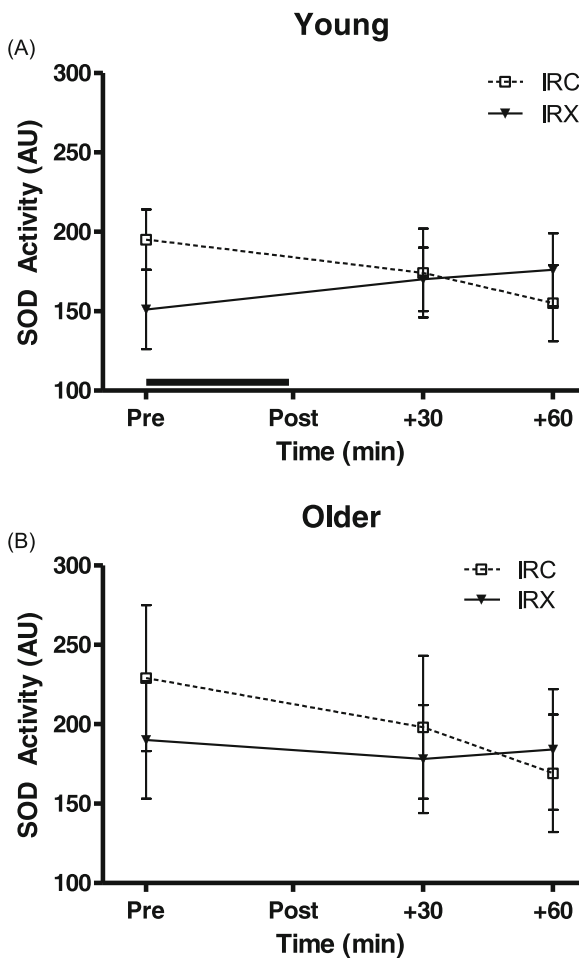 Young
(A)
300
IRC
IRX
250
200
150
100
SOD Activity (AU)
Pre Post +30 +60
Time (min)
Older
(B)
300
IRC
IRX
250
200
150
100
SOD Activity (AU)
Pre Post +30 +60
Time (min)